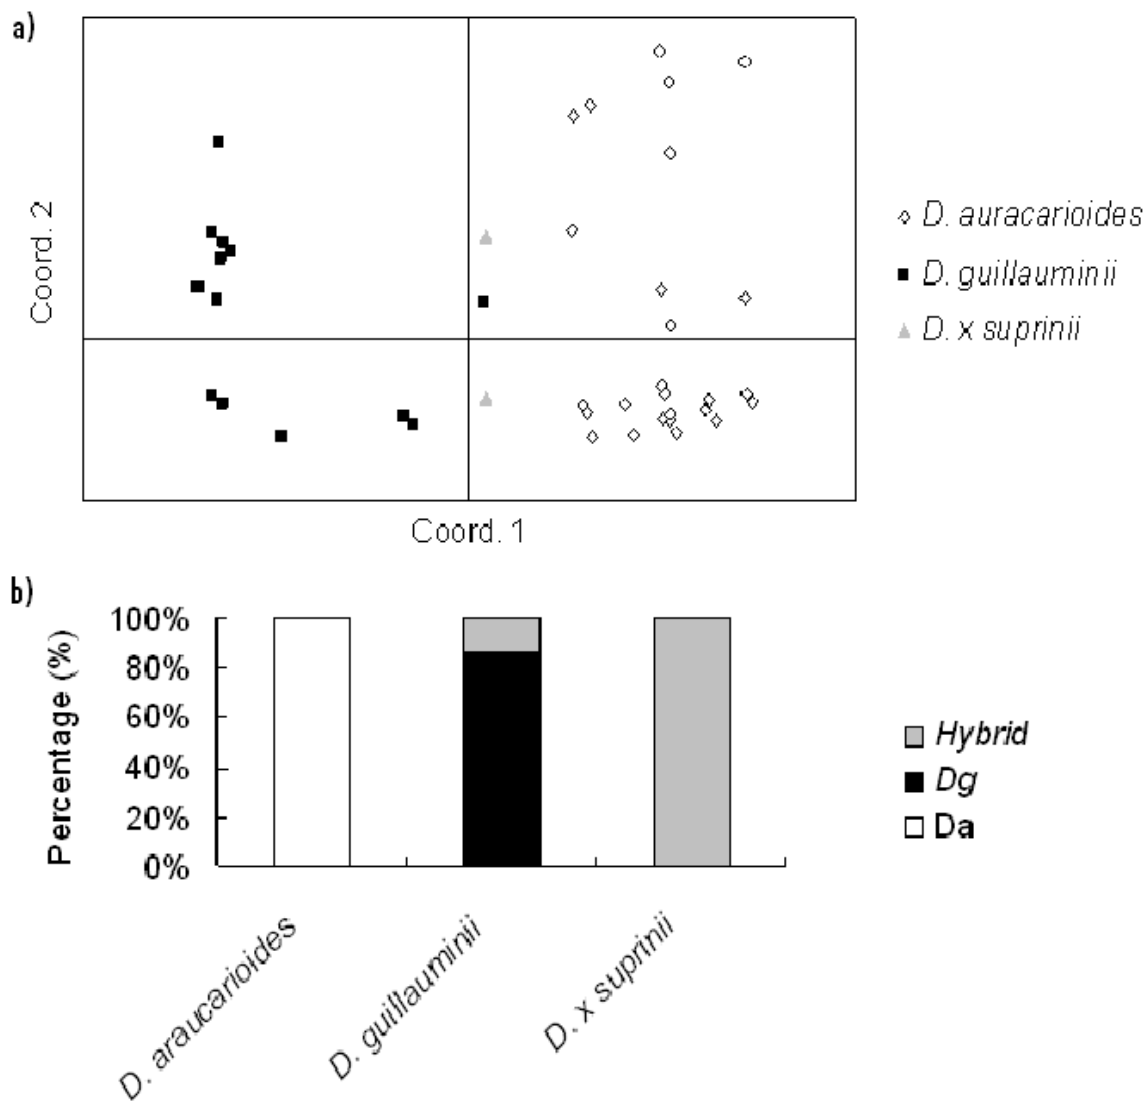 a)
Coord. 2
Coord. 1
D. auracarioides
D. guillauminii
D. x suprinii
b)
Percentage (%)
100%
80%
60%
40%
20%
0%
D. araucarioides
D. guillauminii
D. x suprinii
Hybrid
Dg
Da